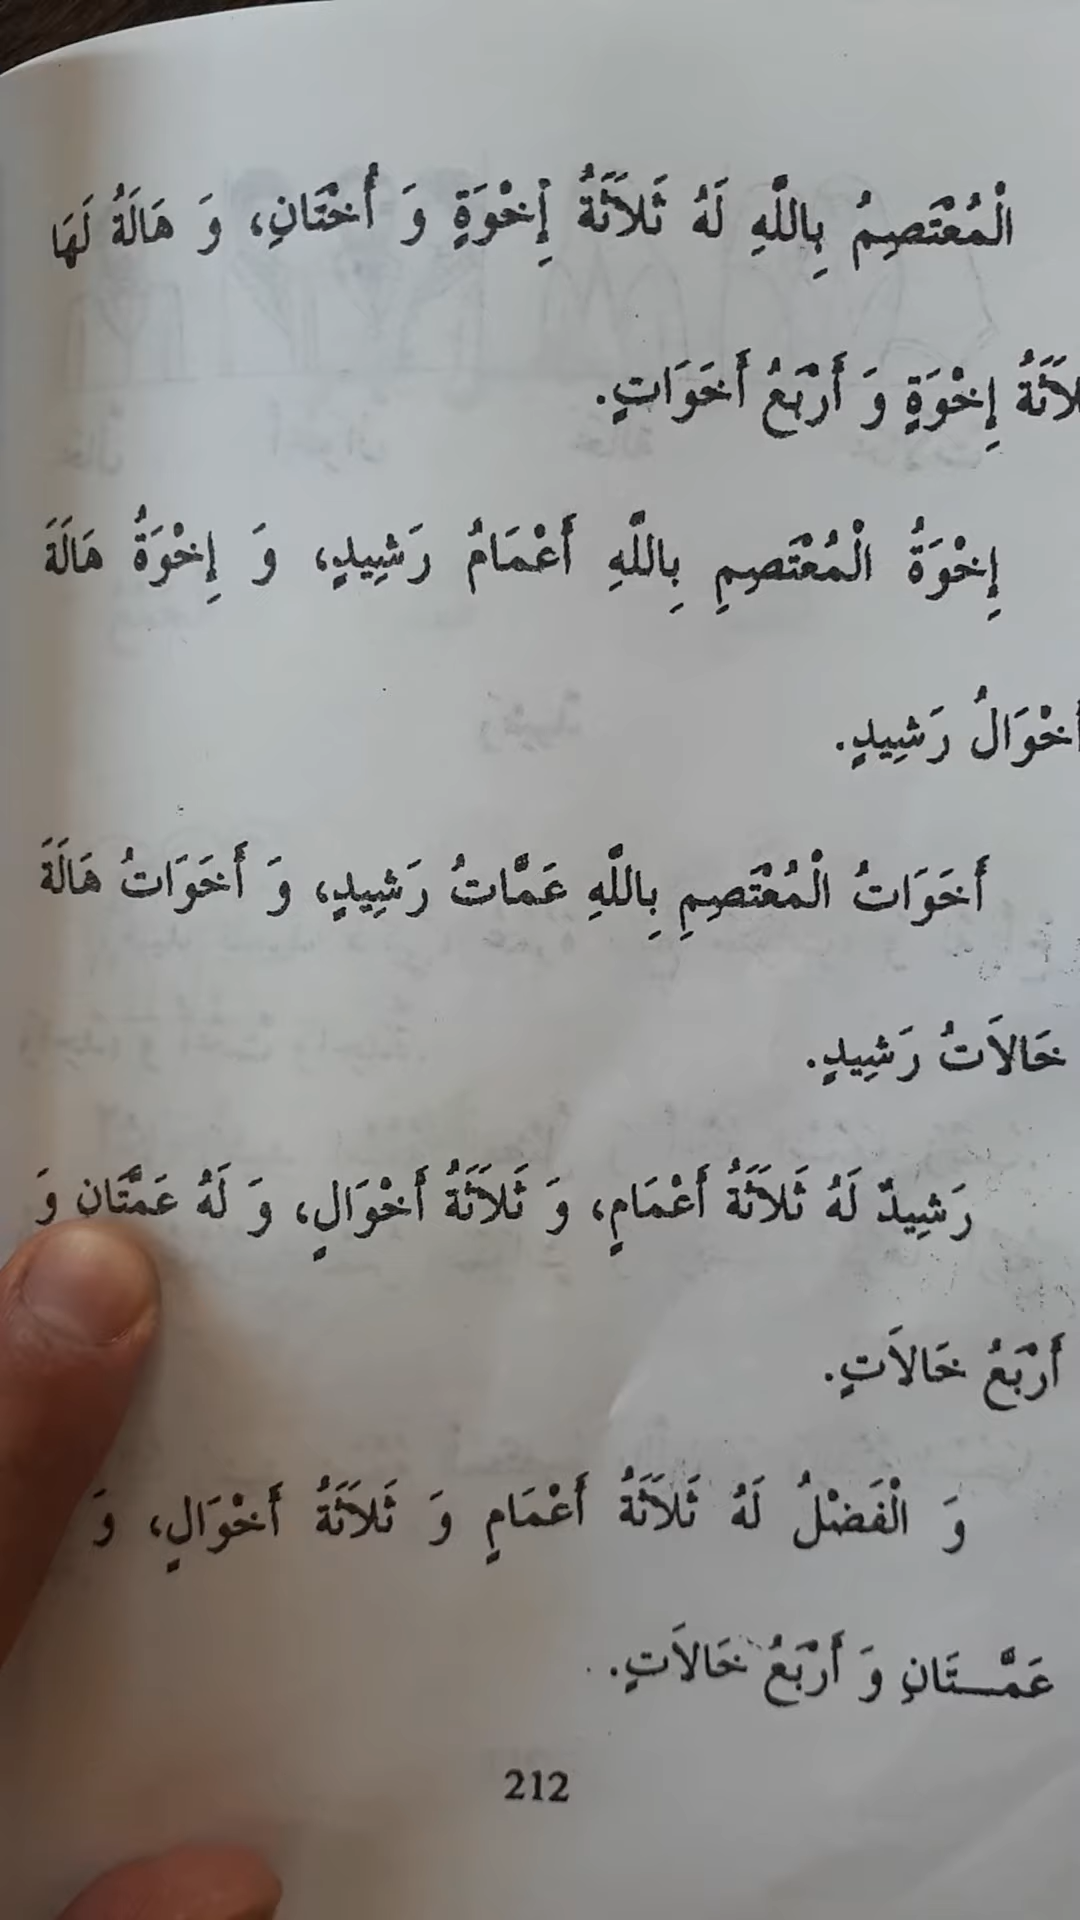 الْمُعْتَصِمُ بِاللَّهِ لَهُ ثَلاَثَةُ إِخْوَةٍ وَ أُخْتَانِ، وَ هَالَةُ لَهَا
لاَثَةُ إِخْوَةٍ وَ أَرْبَعُ أَخَوَاتٍ.
إِخْوَةُ الْمُعْتَصِمِ بِاللَّهِ أَعْمَامُ رَشِيدٍ، وَ إِخْوَةُ هَالَةَ
أَخْوَالُ رَشِيدٍ.
أَخَوَاتُ الْمُعْتَصِمِ بِاللَّهِ عَمَّاتُ رَشِيدٍ، وَ أَخَوَاتُ هَالَةَ
خَالاَتُ رَشِيدٍ.
رَشِيدٌ لَهُ ثَلاَثَةُ أَعْمَامٍ، وَ ثَلاَثَةُ أَخْوَالٍ، وَ لَهُ عَمَّتَانِ وَ
أَرْبَعُ خَالاَتٍ.
وَ الْفَضْلُ لَهُ ثَلاَثَةُ أَعْمَامٍ وَ ثَلاَثَةُ أَخْوَالٍ، وَ
عَمَّـــتَانِ وَ أَرْبَعُ خَالاَتٍ.
212